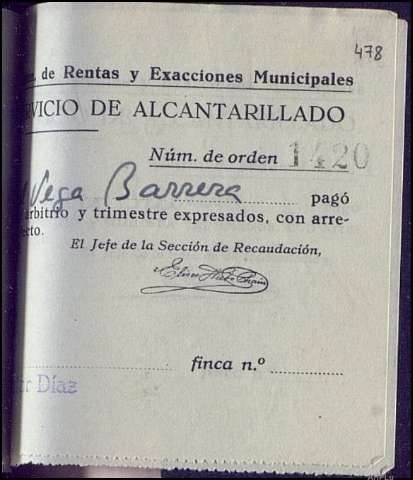 478
. de Rentas y Exacciones Municipales
VICIO DE ALCANTARILLADO
Núm. de orden 1420
Vega Barrera pagó
arbitrio y trimestre expresados, con arre-
ecto.
El Jefe de la Sección de Recaudación,
finca n.º
Díaz